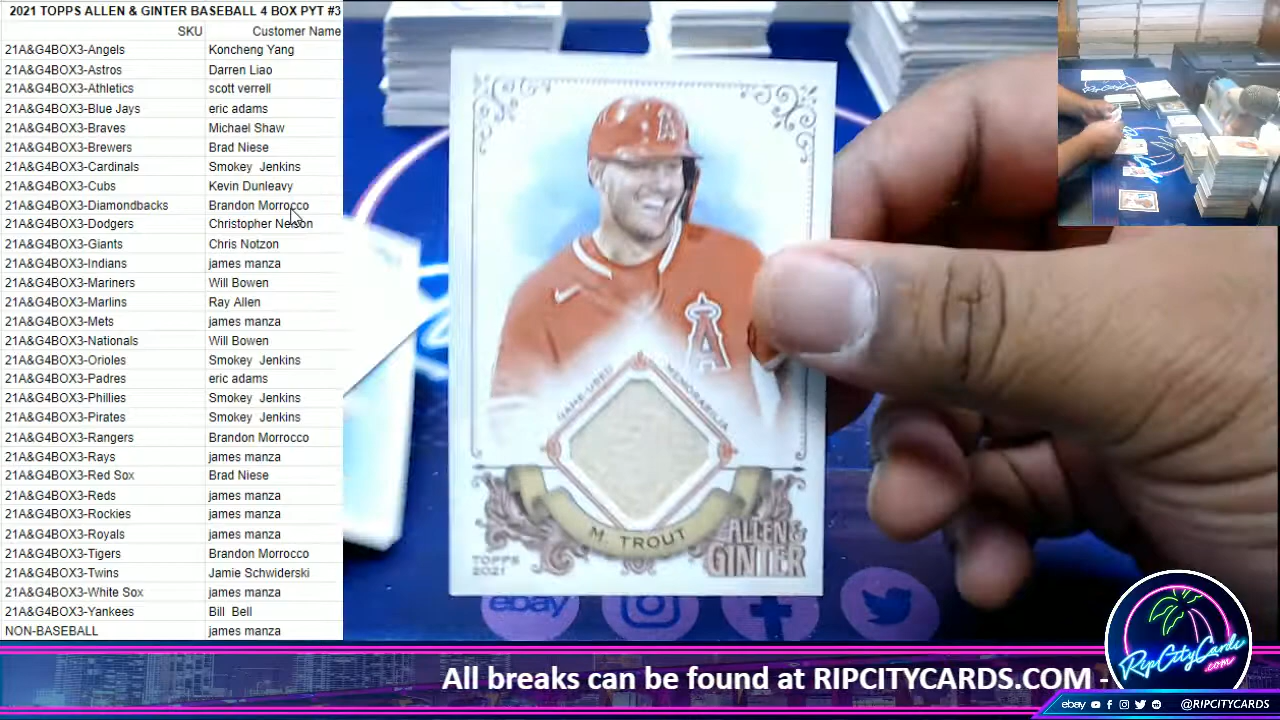 2021 TOPPS ALLEN & GINTER BASEBALL 4 BOX PYT #3
SKU Customer Name
21A&G4BOX3-Angels Koncheng Yang
21A&G4BOX3-Astros Darren Liao
21A&G4BOX3-Athletics scott verrell
21A&G4BOX3-Blue Jays eric adams
21A&G4BOX3-Braves Michael Shaw
21A&G4BOX3-Brewers Brad Niese
21A&G4BOX3-Cardinals Smokey Jenkins
21A&G4BOX3-Cubs Kevin Dunleavy
21A&G4BOX3-Diamondbacks Brandon Morrocco
21A&G4BOX3-Dodgers Christopher Nelson
21A&G4BOX3-Giants Chris Notzon
21A&G4BOX3-Indians james manza
21A&G4BOX3-Mariners Will Bowen
21A&G4BOX3-Marlins Ray Allen
21A&G4BOX3-Mets james manza
21A&G4BOX3-Nationals Will Bowen
21A&G4BOX3-Orioles Smokey Jenkins
21A&G4BOX3-Padres eric adams
21A&G4BOX3-Phillies Smokey Jenkins
21A&G4BOX3-Pirates Smokey Jenkins
21A&G4BOX3-Rangers Brandon Morrocco
21A&G4BOX3-Rays james manza
21A&G4BOX3-Red Sox Brad Niese
21A&G4BOX3-Reds james manza
21A&G4BOX3-Rockies james manza
21A&G4BOX3-Royals james manza
21A&G4BOX3-Tigers Brandon Morrocco
21A&G4BOX3-Twins Jamie Schwiderski
21A&G4BOX3-White Sox james manza
21A&G4BOX3-Yankees Bill Bell
NON-BASEBALL james manza
A
A
GAME-USED MEMORABILIA
M. TROUT
TOPPS
2021
ALLEN &
GINTER
ebay
All breaks can be found at RIPCITYCARDS.COM -
RipCityCards
.com
ebay @RIPCITYCARDS